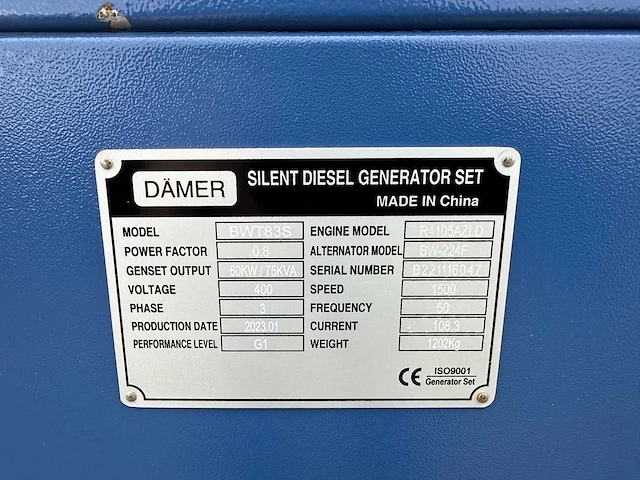 DÄMER
SILENT DIESEL GENERATOR SET
MADE IN China
MODEL BWT83S ENGINE MODEL R4105AZLD
POWER FACTOR 0.8 ALTERNATOR MODEL BW-224F
GENSET OUTPUT 60KW / 75KVA SERIAL NUMBER B221116047
VOLTAGE 400 SPEED 1500
PHASE 3 FREQUENCY 50
PRODUCTION DATE 2023.01 CURRENT 108.3
PERFORMANCE LEVEL G1 WEIGHT 1202Kg
CE ISO9001
Generator Set